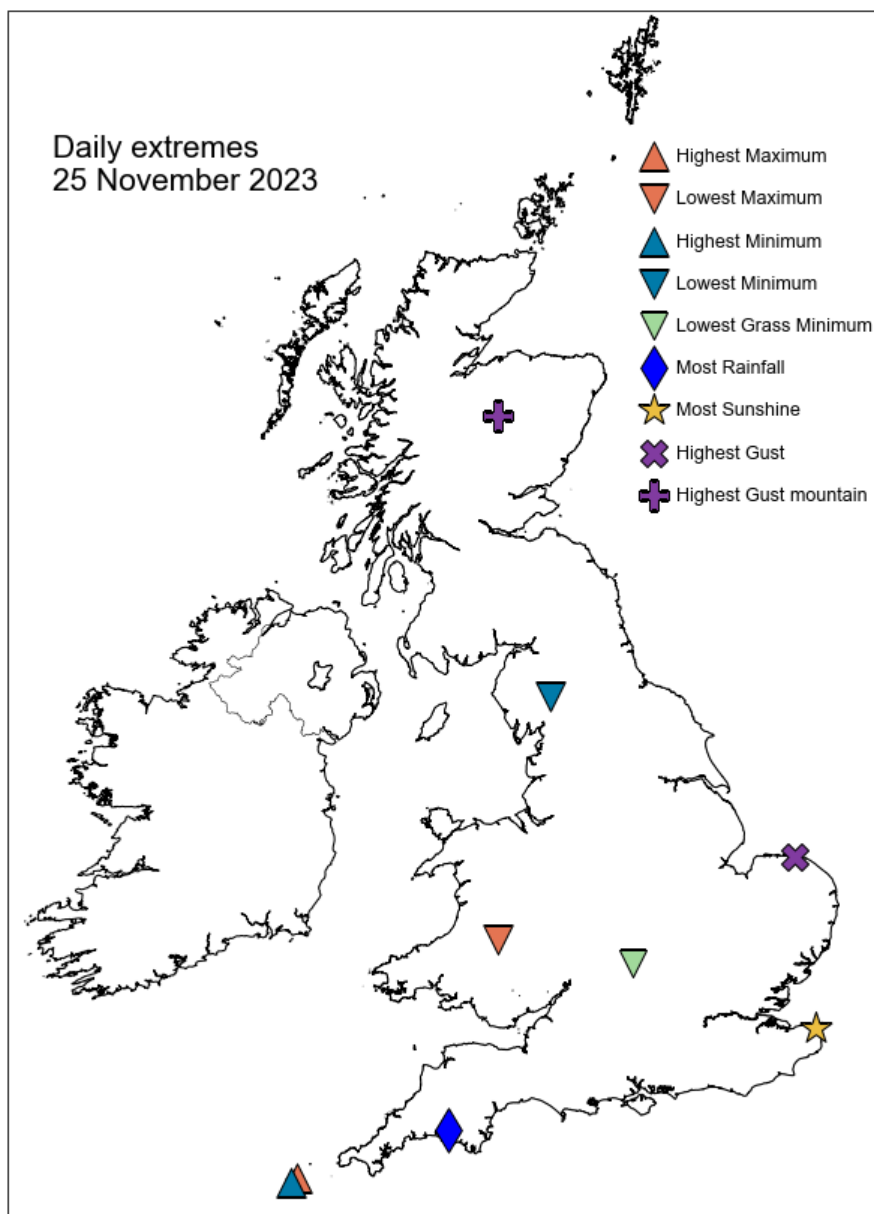 Daily extremes
25 November 2023
Highest Maximum
Lowest Maximum
Highest Minimum
Lowest Minimum
Lowest Grass Minimum
Most Rainfall
Most Sunshine
Highest Gust
Highest Gust mountain